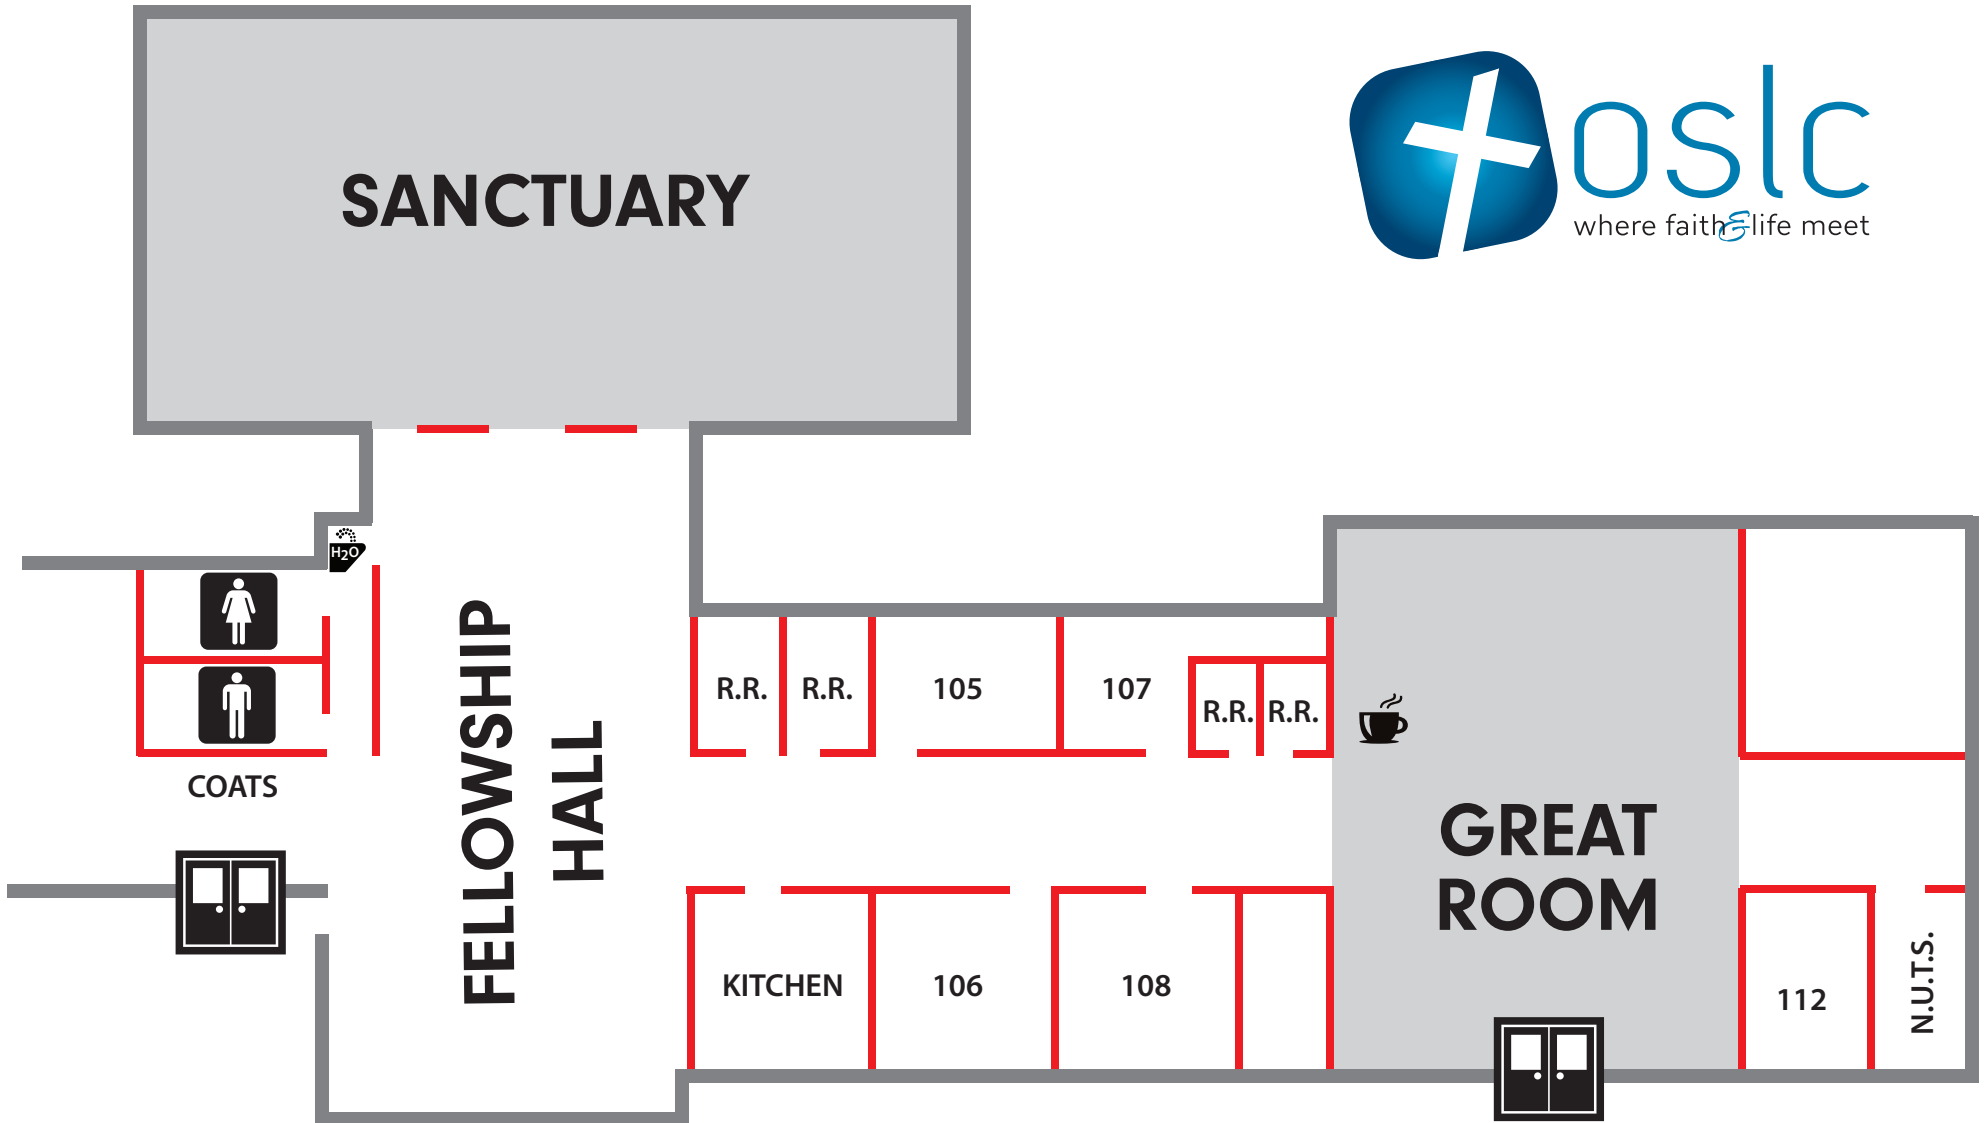 SANCTUARY
oslc
where faith & life meet
H2O
FELLOWSHIP
HALL
R.R.
R.R.
105
107
R.R.
R.R.
COATS
GREAT
ROOM
KITCHEN
106
108
112
N.U.T.S.